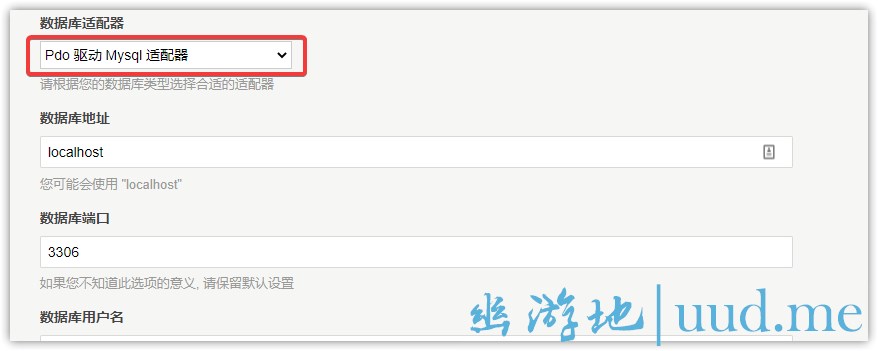 数据库适配器
Pdo 驱动 Mysql 适配器
请根据您的数据库类型选择合适的适配器
数据库地址
localhost
您可能会使用 "localhost"
数据库端口
3306
如果您不知道此选项的意义, 请保留默认设置
数据库用户名
幽游地|uud.me